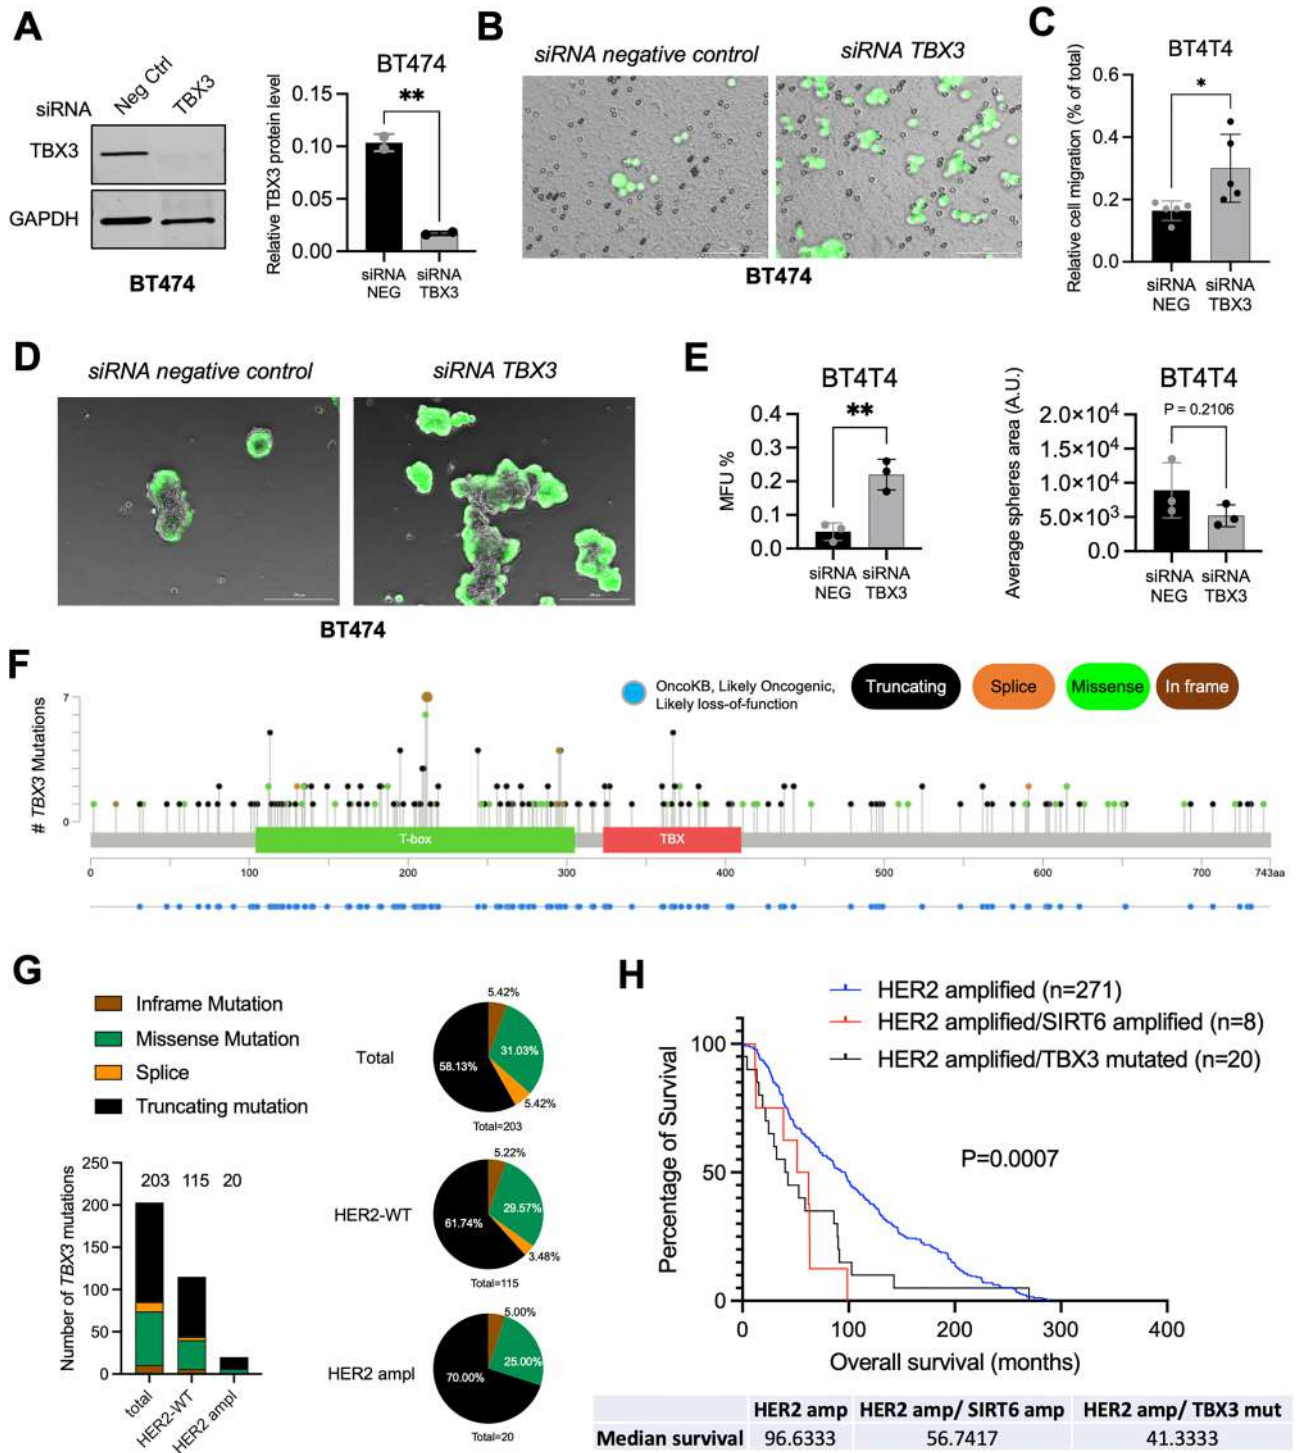 A
siRNA
Neg Ctrl
TBX3
TBX3
GAPDH
BT474
BT474
Relative TBX3 protein level
0.15
0.10
0.05
0.00
**
siRNA NEG
siRNA TBX3
B
siRNA negative control
siRNA TBX3
BT474
C
BT4T4
Relative cell migration (% of total)
0.6
0.4
0.2
0.0
*
siRNA NEG
siRNA TBX3
D
siRNA negative control
siRNA TBX3
BT474
E
BT4T4
MFU %
0.4
0.3
0.2
0.1
0.0
**
siRNA NEG
siRNA TBX3
BT4T4
P = 0.2106
Average spheres area (A.U.)
2.0×10⁴
1.5×10⁴
1.0×10⁴
5.0×10³
0.0
siRNA NEG
siRNA TBX3
F
OncoKB, Likely Oncogenic,
Likely loss-of-function
Truncating
Splice
Missense
In frame
# TBX3 Mutations
7
0
T-box
TBX
0
100
200
300
400
500
600
700
743aa
G
Inframe Mutation
Missense Mutation
Splice
Truncating mutation
Number of TBX3 mutations
250
200
150
100
50
0
203
115
20
total
HER2-WT
HER2 ampl
Total
5.42%
31.03%
58.13%
5.42%
Total=203
HER2-WT
5.22%
29.57%
61.74%
3.48%
Total=115
HER2 ampl
5.00%
25.00%
70.00%
Total=20
H
HER2 amplified (n=271)
HER2 amplified/SIRT6 amplified (n=8)
HER2 amplified/TBX3 mutated (n=20)
P=0.0007
Percentage of Survival
100
50
0
0
100
200
300
400
Overall survival (months)
HER2 amp HER2 amp/ SIRT6 amp HER2 amp/ TBX3 mut
Median survival 96.6333 56.7417 41.3333